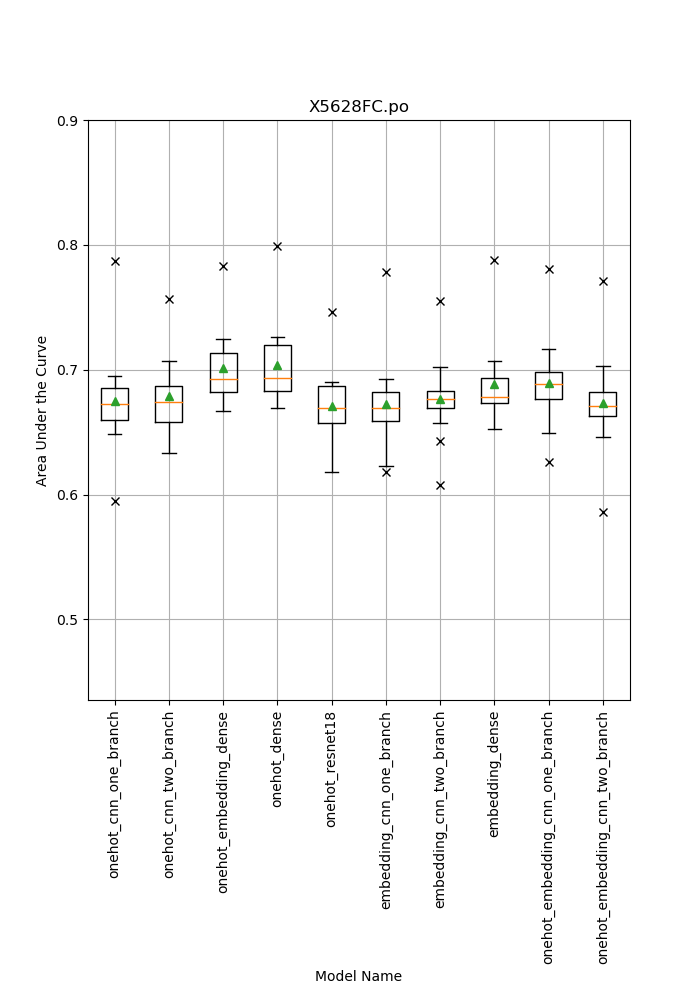 X5628FC.po
0.9
0.8
0.7
0.6
0.5
Area Under the Curve
onehot_cnn_one_branch
onehot_cnn_two_branch
onehot_embedding_dense
onehot_dense
onehot_resnet18
embedding_cnn_one_branch
embedding_cnn_two_branch
embedding_dense
onehot_embedding_cnn_one_branch
onehot_embedding_cnn_two_branch
Model Name